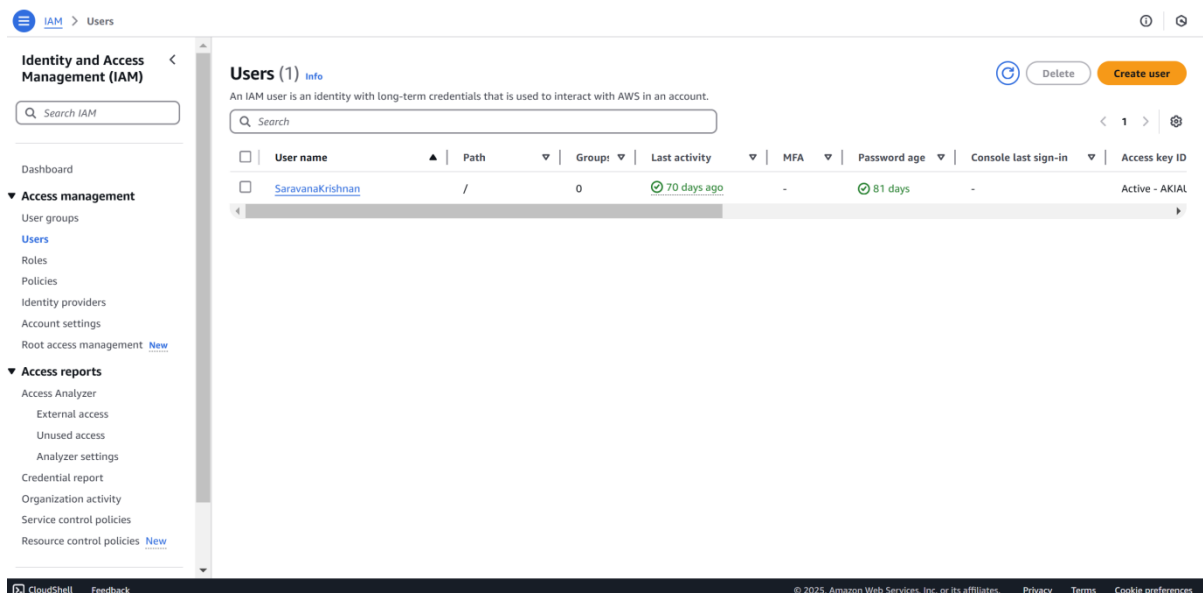 IAM > Users
Identity and Access Management (IAM)
Search IAM
Dashboard
Access management
User groups
Users
Roles
Policies
Identity providers
Account settings
Root access management New
Access reports
Access Analyzer
External access
Unused access
Analyzer settings
Credential report
Organization activity
Service control policies
Resource control policies New
Users (1) Info
Delete
Create user
An IAM user is an identity with long-term credentials that is used to interact with AWS in an account.
Search
1
User name Path Group: Last activity MFA Password age Console last sign-in Access key ID
SaravanaKrishnan / 0 70 days ago - 81 days - Active - AKIAU
CloudShell Feedback © 2025, Amazon Web Services, Inc. or its affiliates. Privacy Terms Cookie preferences